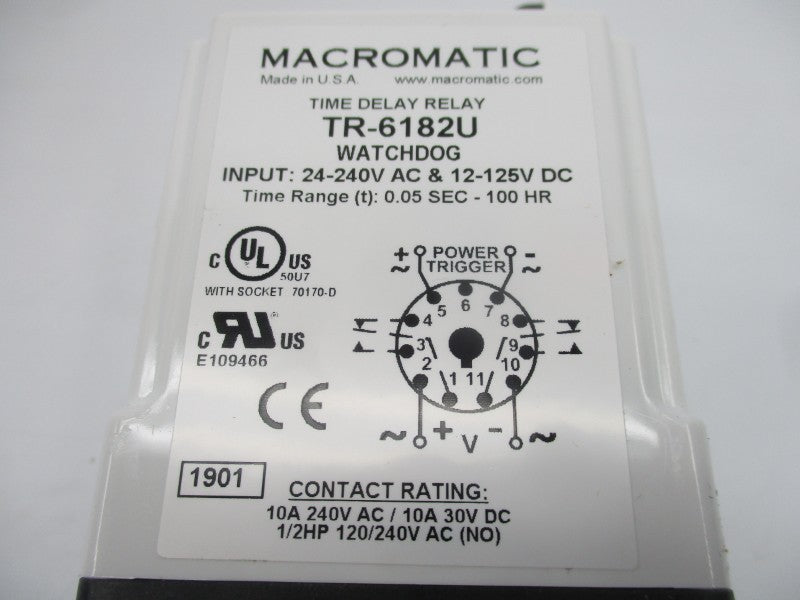 MACROMATIC
Made in U.S.A. www.macromatic.com
TIME DELAY RELAY
TR-6182U
WATCHDOG
INPUT: 24-240V AC & 12-125V DC
Time Range (t): 0.05 SEC - 100 HR
C UL US
50U7
WITH SOCKET 70170-D
C RU ® US
E109466
CE
+ POWER -
~ TRIGGER ~
5 6 7
4 8
3 9
2 10
1 11
~ + V - ~
1901
CONTACT RATING:
10A 240V AC / 10A 30V DC
1/2HP 120/240V AC (NO)